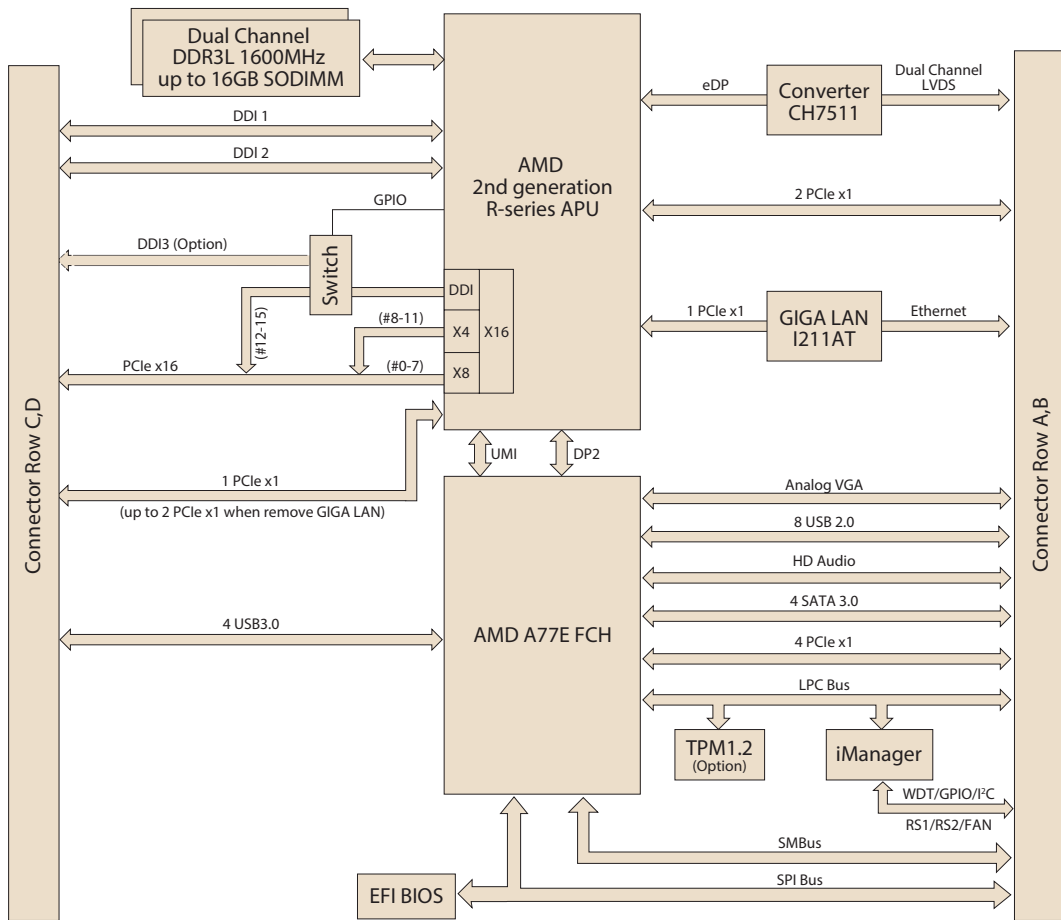 Dual Channel
DDR3L 1600MHz
up to 16GB SODIMM
DDI 1
DDI 2
GPIO
DDI3 (Option)
Switch
(#12-15)
(#8-11)
(#0-7)
PCIe x16
DDI
X4
X8
X16
AMD
2nd generation
R-series APU
eDP
Converter
CH7511
Dual Channel
LVDS
2 PCIe x1
1 PCIe x1
GIGA LAN
I211AT
Ethernet
Connector Row C,D
Connector Row A,B
1 PCIe x1
(up to 2 PCIe x1 when remove GIGA LAN)
UMI
DP2
4 USB3.0
AMD A77E FCH
Analog VGA
8 USB 2.0
HD Audio
4 SATA 3.0
4 PCIe x1
LPC Bus
TPM1.2
(Option)
iManager
WDT/GPIO/I²C
RS1/RS2/FAN
SMBus
SPI Bus
EFI BIOS